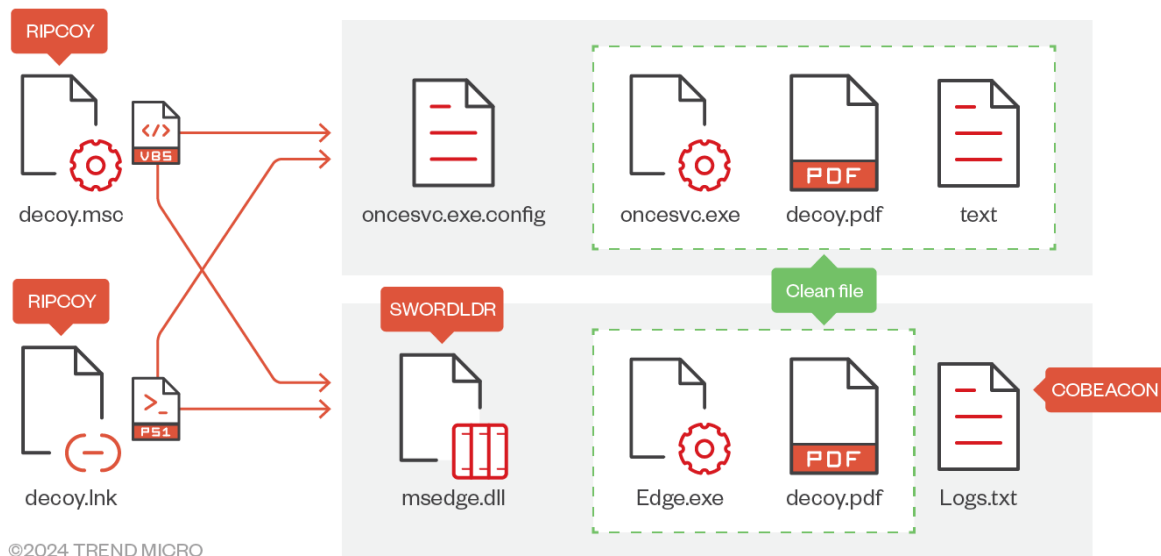 RIPCOY
</>
VBS
decoy.msc
oncesvc.exe.config
oncesvc.exe
PDF
decoy.pdf
text
RIPCOY
SWORDLDR
Clean file
COBEACON
>_
PS1
decoy.lnk
msedge.dll
Edge.exe
PDF
decoy.pdf
Logs.txt
©2024 TREND MICRO